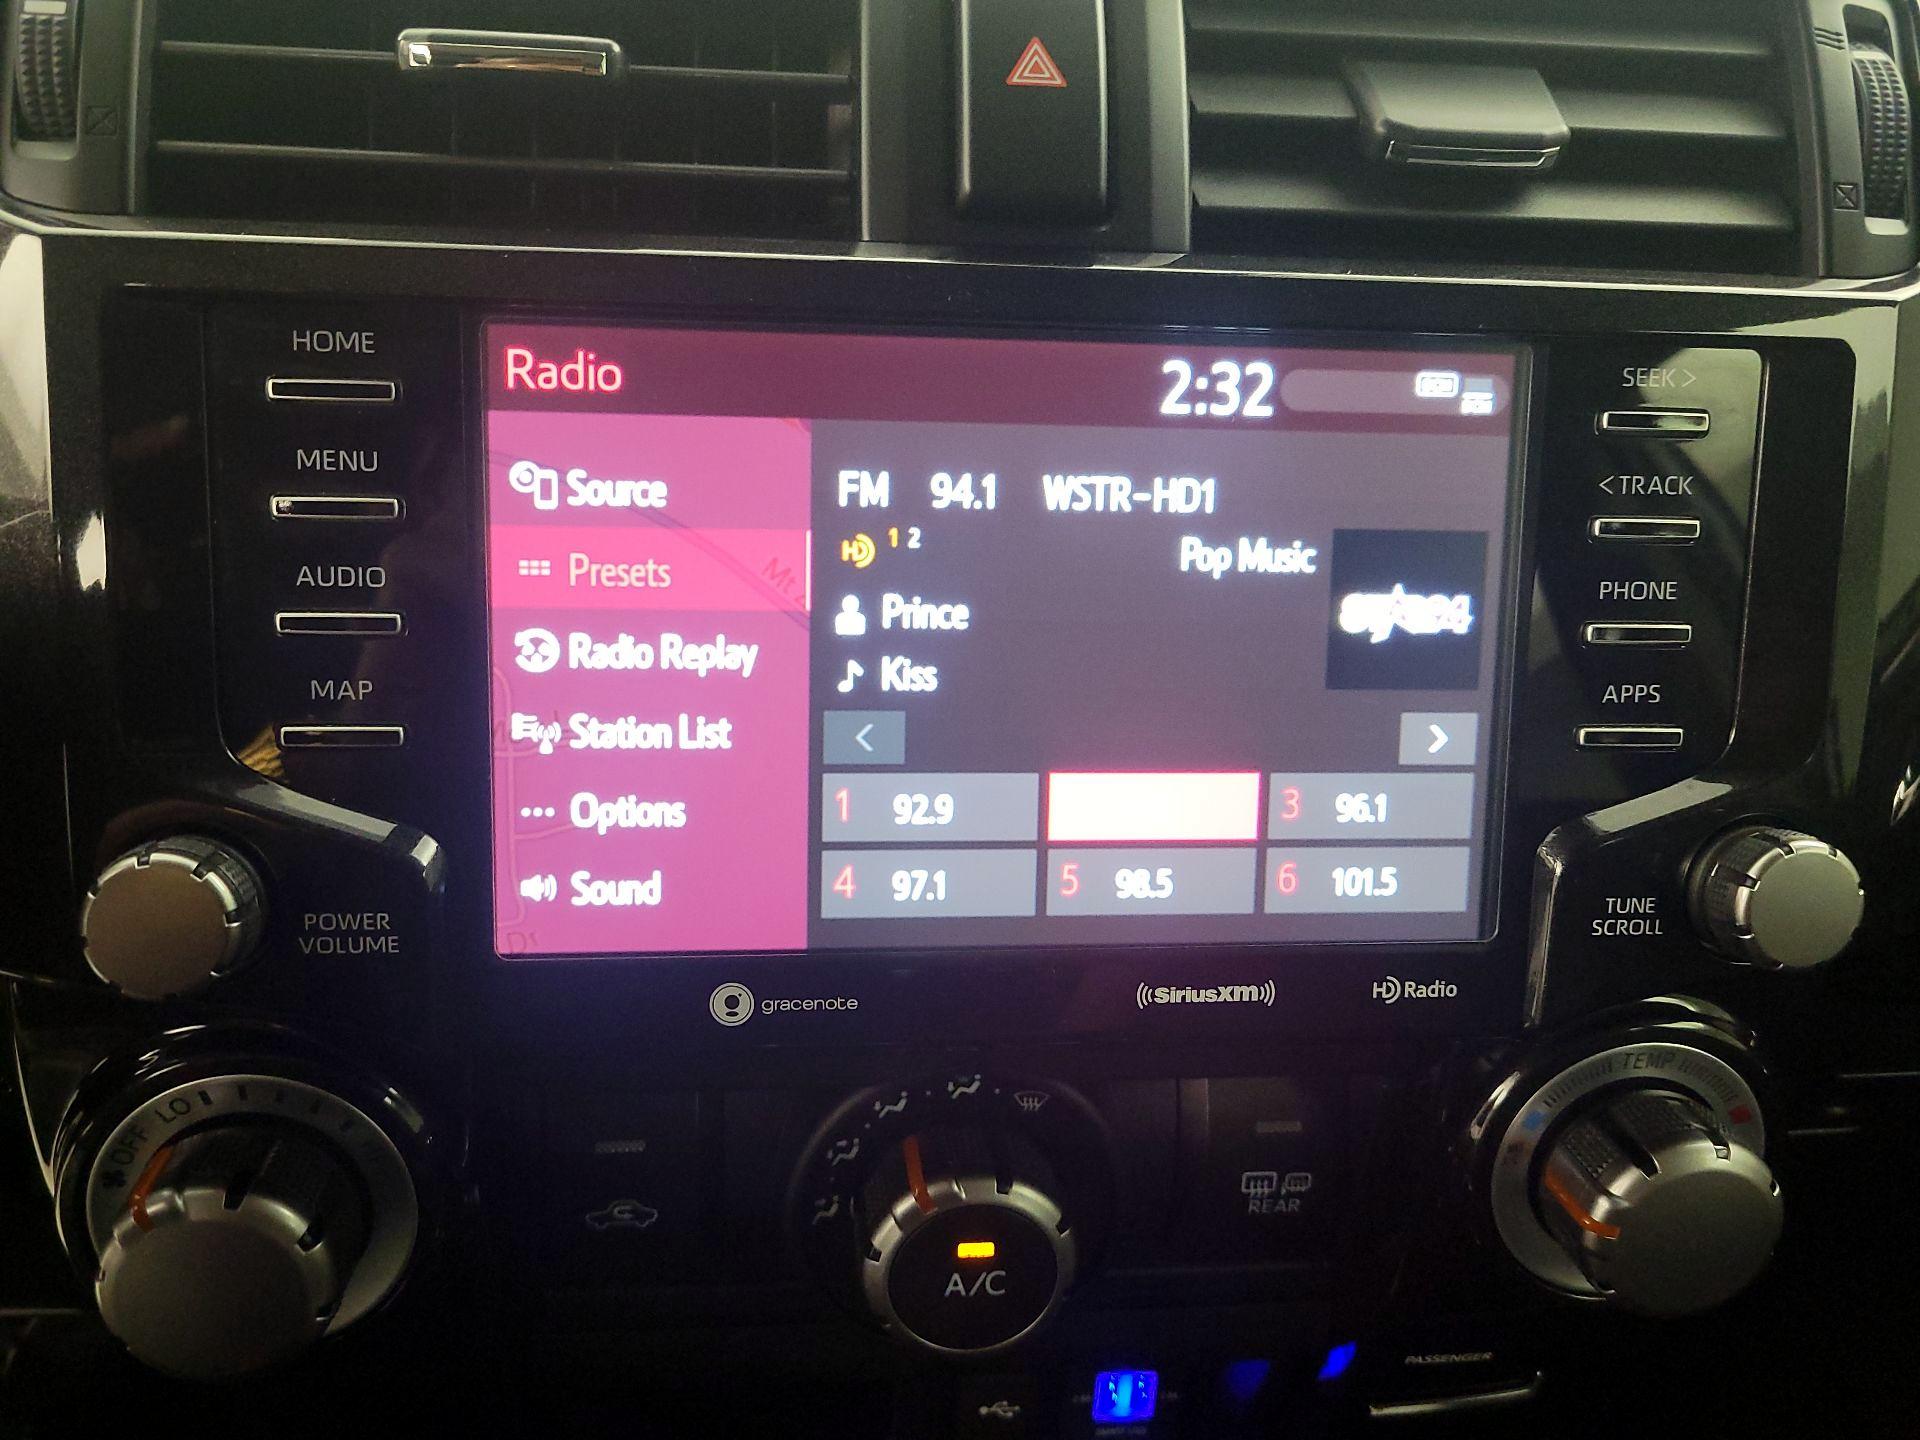 HOME
MENU
AUDIO
MAP
POWER
VOLUME
Radio
2:32
Source
Presets
Radio Replay
Station List
Options
Sound
FM 94.1 WSTR-HD1
HD 1 2
Pop Music
Prince
Kiss
1 92.9
3 96.1
4 97.1
5 98.5
6 101.5
SEEK >
< TRACK
PHONE
APPS
TUNE
SCROLL
gracenote
SiriusXM
HD Radio
OFF LO
A/C
REAR
TEMP
PASSENGER